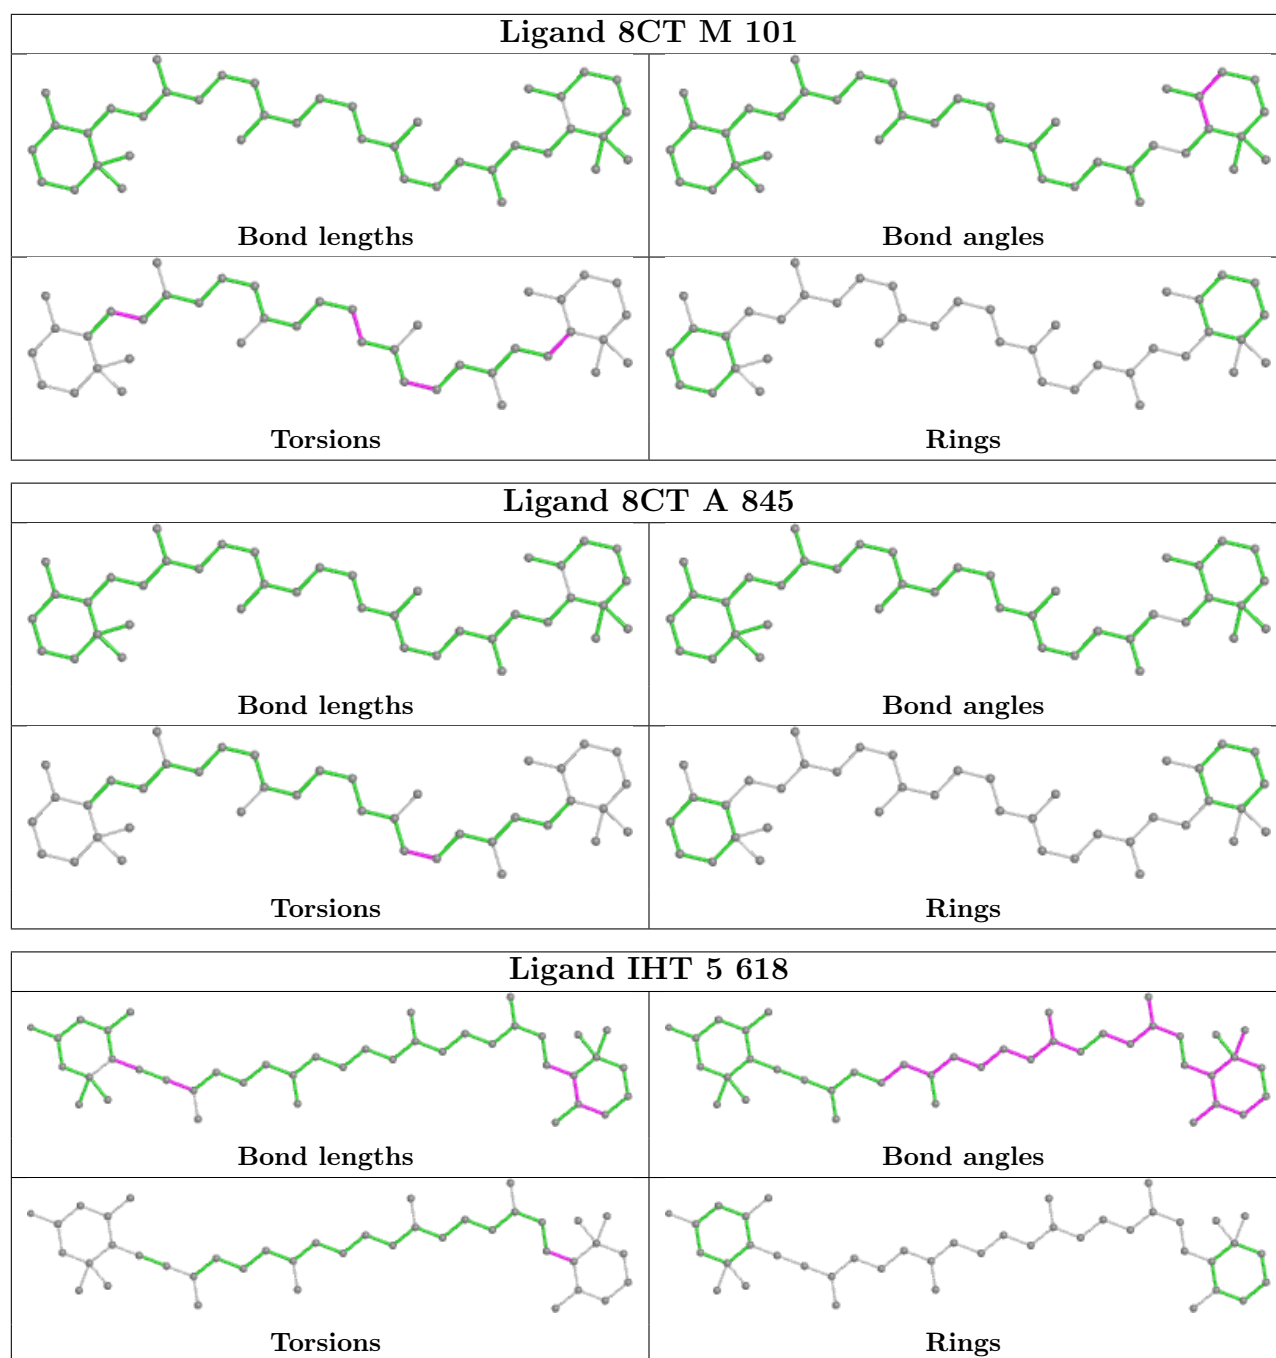 Ligand 8CT M 101
Bond lengths
Bond angles
Torsions
Rings
Ligand 8CT A 845
Bond lengths
Bond angles
Torsions
Rings
Ligand IHT 5 618
Bond lengths
Bond angles
Torsions
Rings